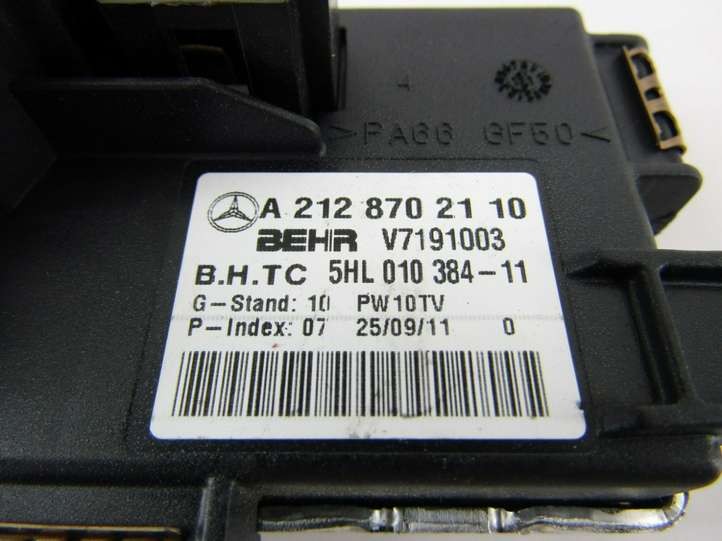 >PA66 GF50<
A 212 870 21 10
BEHR V7191003
B.H.TC 5HL 010 384-11
G-Stand: 10 PW10TV
P-Index: 07 25/09/11 0